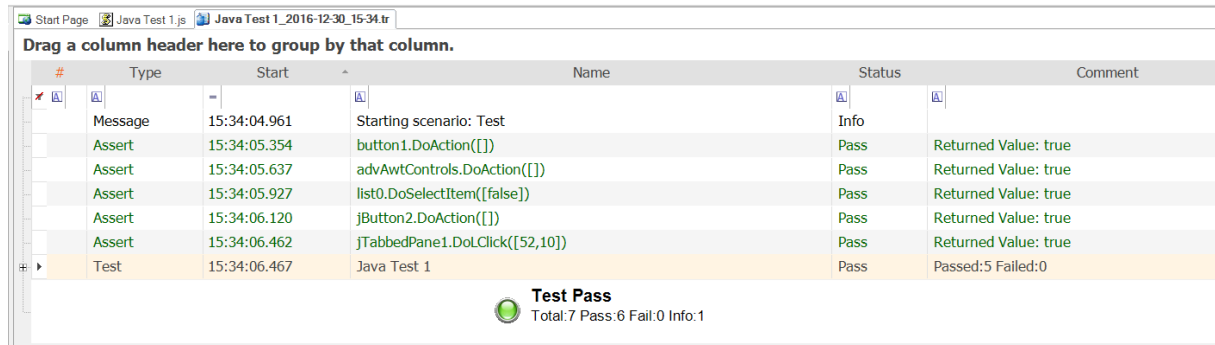 Start Page Java Test 1.js Java Test 1_2016-12-30_15-34.tr
Drag a column header here to group by that column.
# Type Start Name Status Comment
A A = A A A
Message 15:34:04.961 Starting scenario: Test Info
Assert 15:34:05.354 button1.DoAction([]) Pass Returned Value: true
Assert 15:34:05.637 advAwtControls.DoAction([]) Pass Returned Value: true
Assert 15:34:05.927 list0.DoSelectItem([false]) Pass Returned Value: true
Assert 15:34:06.120 jButton2.DoAction([]) Pass Returned Value: true
Assert 15:34:06.462 jTabbedPane1.DoLClick([52,10]) Pass Returned Value: true
Test 15:34:06.467 Java Test 1 Pass Passed:5 Failed:0
Test Pass
Total:7 Pass:6 Fail:0 Info:1